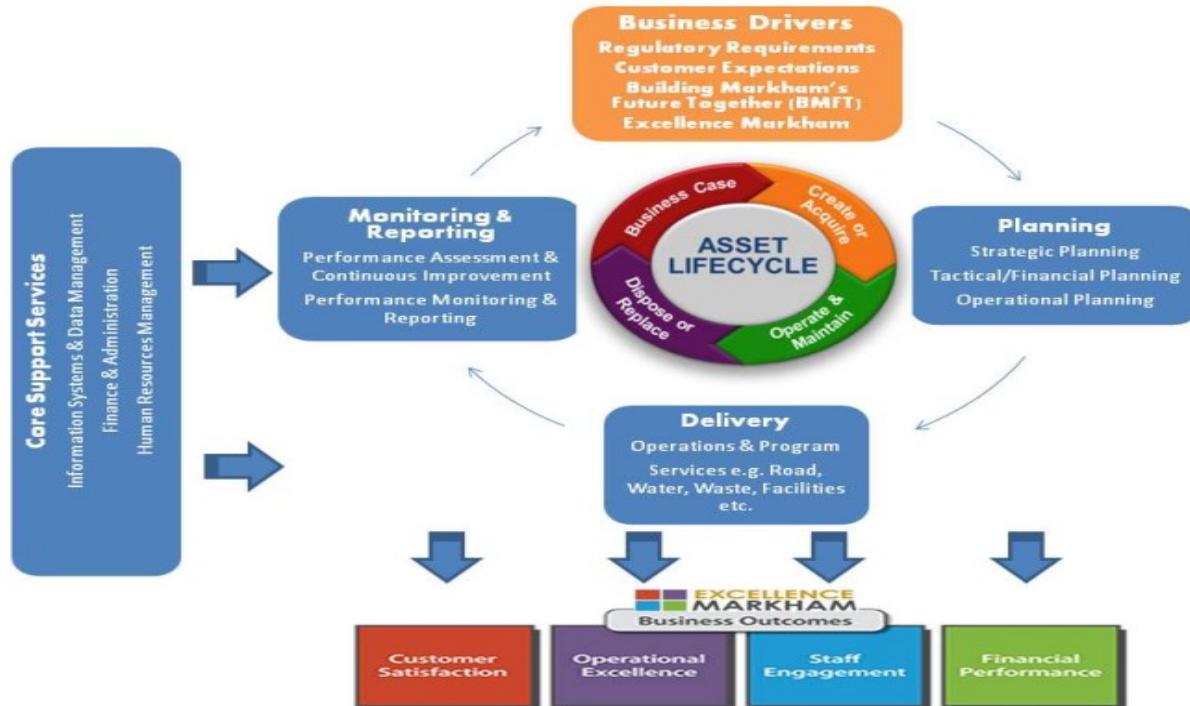 Business Drivers
Regulatory Requirements
Customer Expectations
Building Markham's
Future Together (BMFT)
Excellence Markham
Core Support Services
Information Systems & Data Management
Finance & Administration
Human Resources Management
Monitoring &
Reporting
Performance Assessment &
Continuous Improvement
Performance Monitoring &
Reporting
Business Case
Create or
Acquire
Operate &
Maintain
Dispose or
Replace
ASSET
LIFECYCLE
Planning
Strategic Planning
Tactical/Financial Planning
Operational Planning
Delivery
Operations & Program
Services e.g. Road,
Water, Waste, Facilities
etc.
EXCELLENCE
MARKHAM
Business Outcomes
Customer
Satisfaction
Operational
Excellence
Staff
Engagement
Financial
Performance